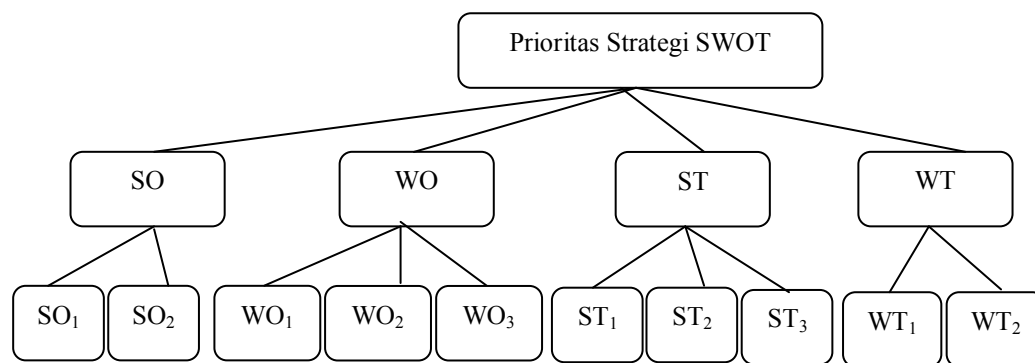 Prioritas Strategi SWOT
SO
WO
ST
WT
SO₁
SO₂
WO₁
WO₂
WO₃
ST₁
ST₂
ST₃
WT₁
WT₂